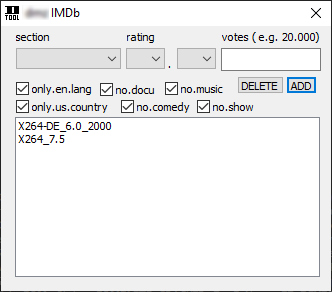 TOOL
IMDb
section rating votes ( e.g. 20.000)
.
only.en.lang no.docu no.music DELETE ADD
only.us.country no.comedy no.show
X264-DE_6.0_2000
X264_7.5